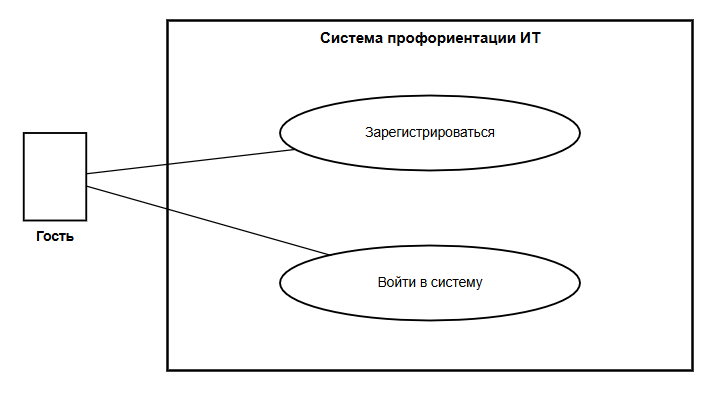 Система профориентации ИТ
Зарегистрироваться
Гость
Войти в систему